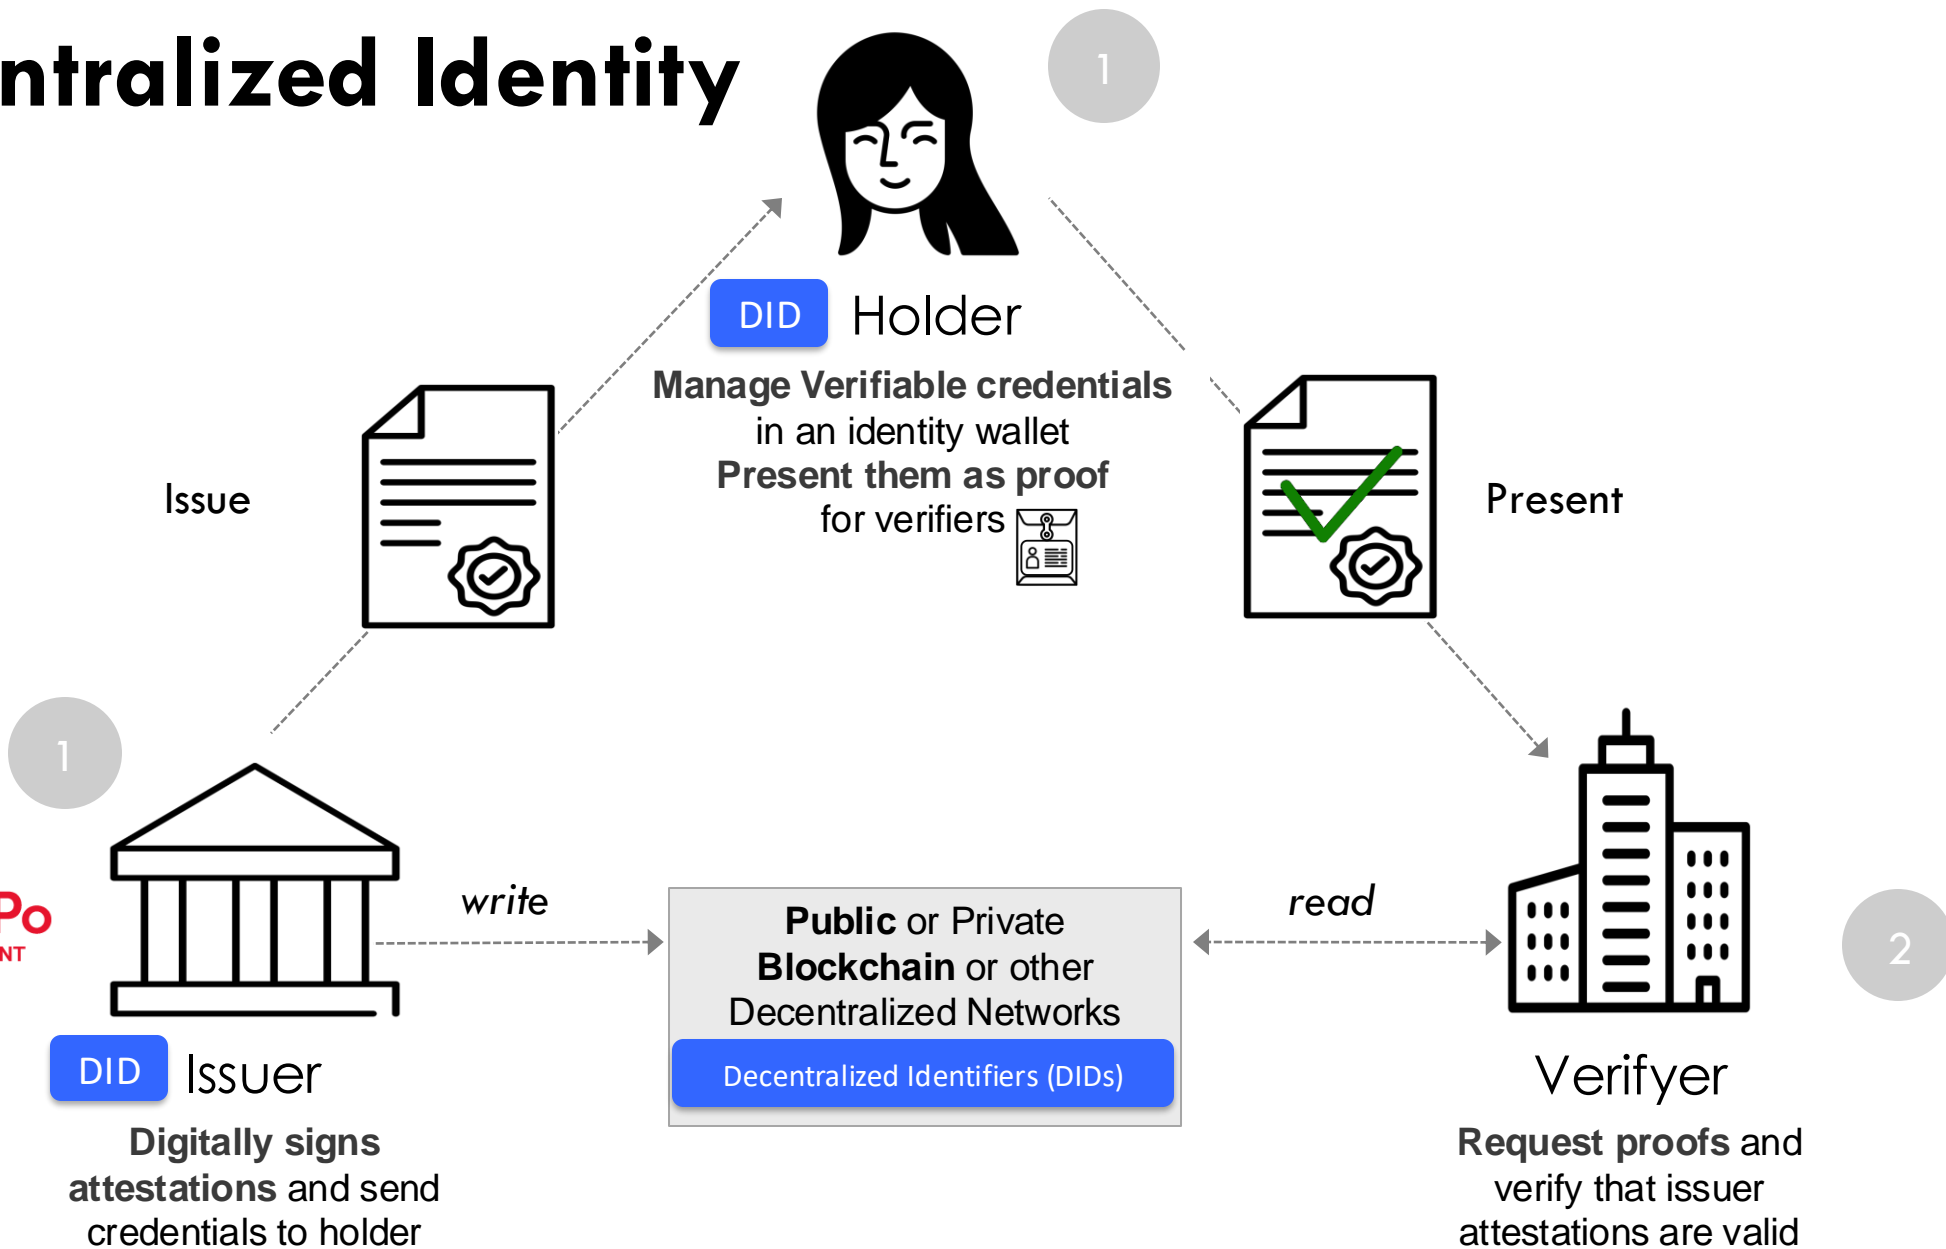 ntralized Identity
1
DID Holder
Manage Verifiable credentials
in an identity wallet
Present them as proof
for verifiers
Issue
Present
1
Po
NT
write
read
Public or Private
Blockchain or other
Decentralized Networks
Decentralized Identifiers (DIDs)
2
DID Issuer
Digitally signs
attestations and send
credentials to holder
Verifyer
Request proofs and
verify that issuer
attestations are valid